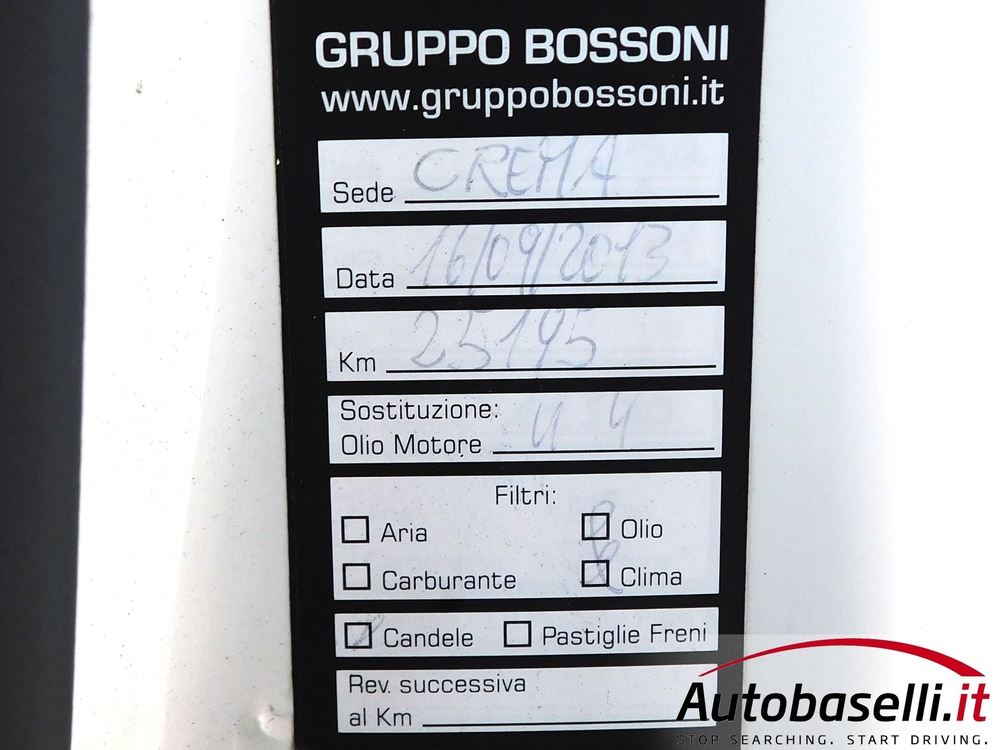 GRUPPO BOSSONI
www.gruppobossoni.it
Sede CREMA
Data 16/09/2013
Km 25195
Sostituzione:
Olio Motore
Filtri:
Aria
Olio
Carburante
Clima
Candele
Pastiglie Freni
Rev. successiva
al Km
Autobaselli.it
STOP SEARCHING. START DRIVING.